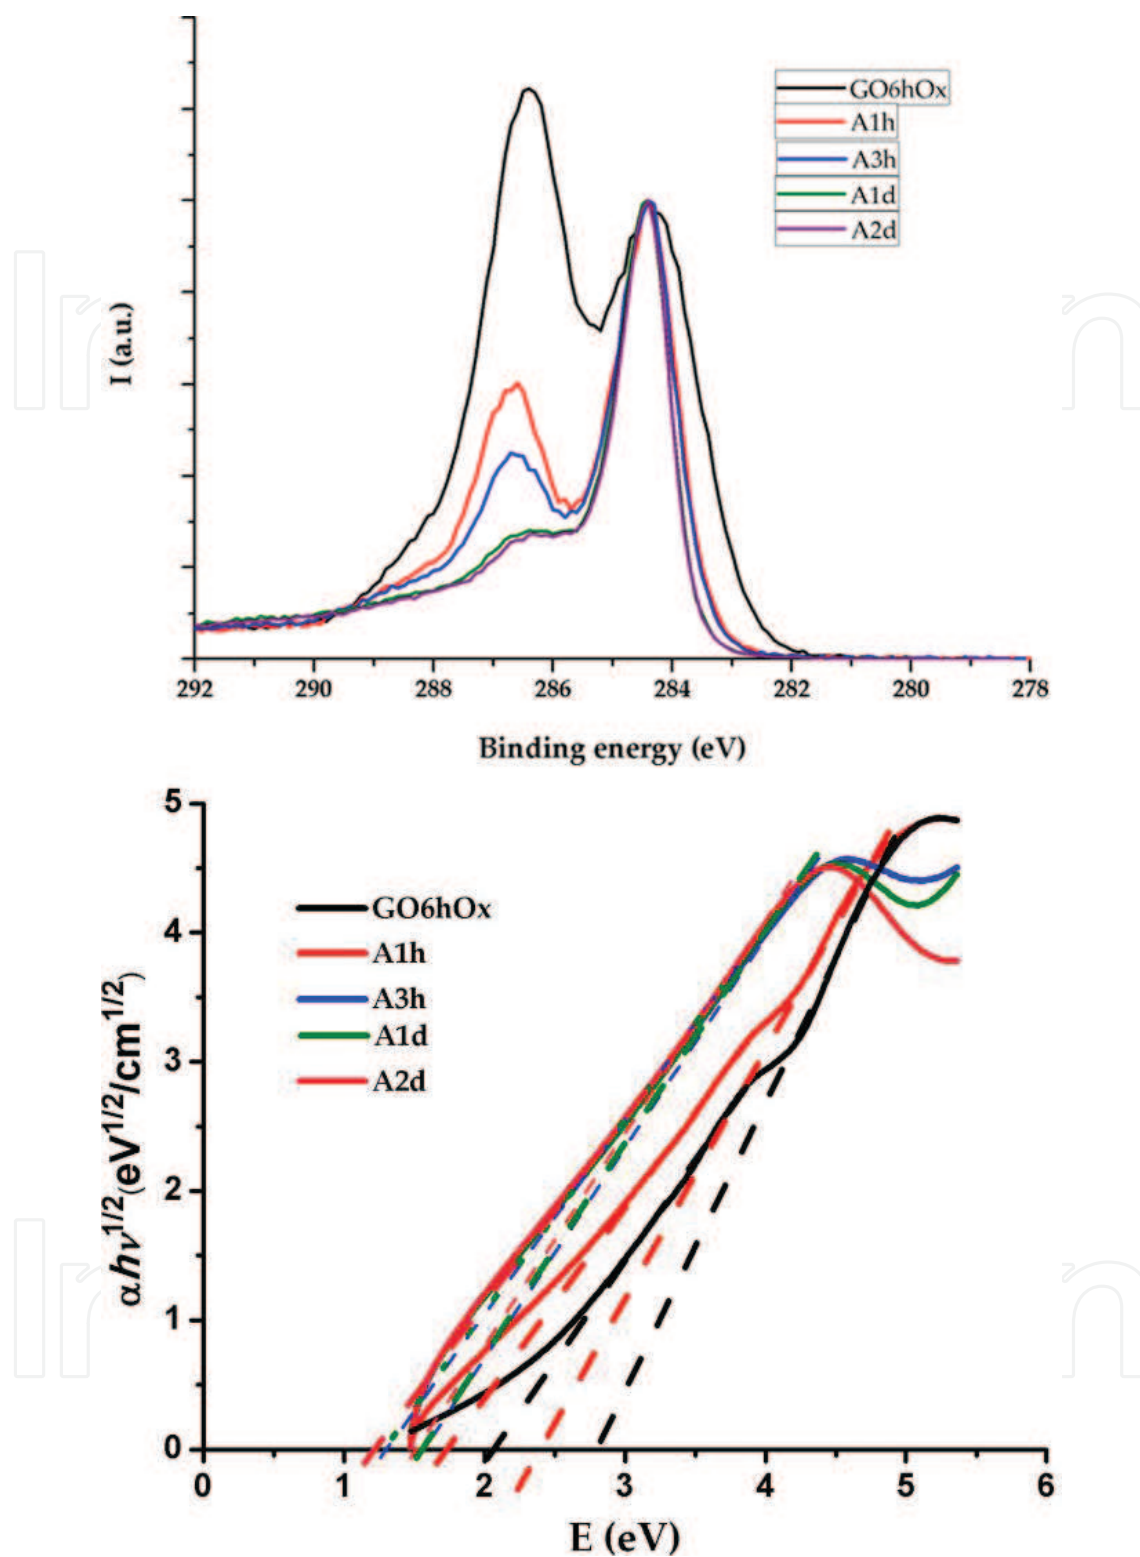 GO6hOx
A1h
A3h
A1d
A2d
I (a.u.)
292 290 288 286 284 282 280 278
Binding energy (eV)
5
4
3
2
1
0
GO6hOx
A1h
A3h
A1d
A2d
αhν^1/2(eV^1/2/cm^1/2)
0 1 2 3 4 5 6
E (eV)